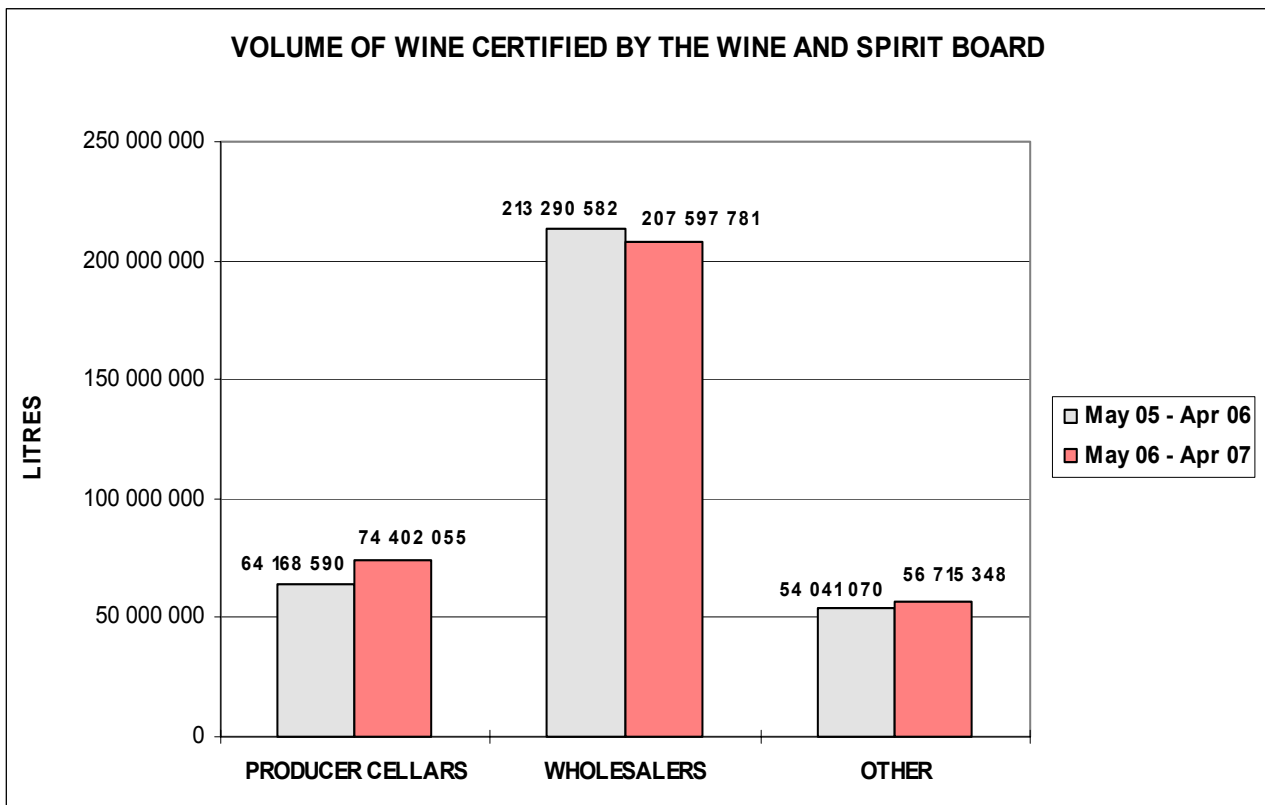 VOLUME OF WINE CERTIFIED BY THE WINE AND SPIRIT BOARD
250 000 000
200 000 000
150 000 000
100 000 000
50 000 000
0
LITRES
213 290 582
207 597 781
64 168 590
74 402 055
54 041 070
56 715 348
PRODUCER CELLARS
WHOLESALERS
OTHER
May 05 - Apr 06
May 06 - Apr 07